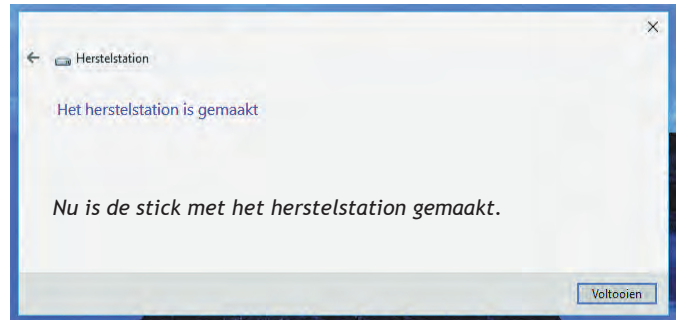 Herstelstation
Het herstelstation is gemaakt
Nu is de stick met het herstelstation gemaakt.
Voltooien